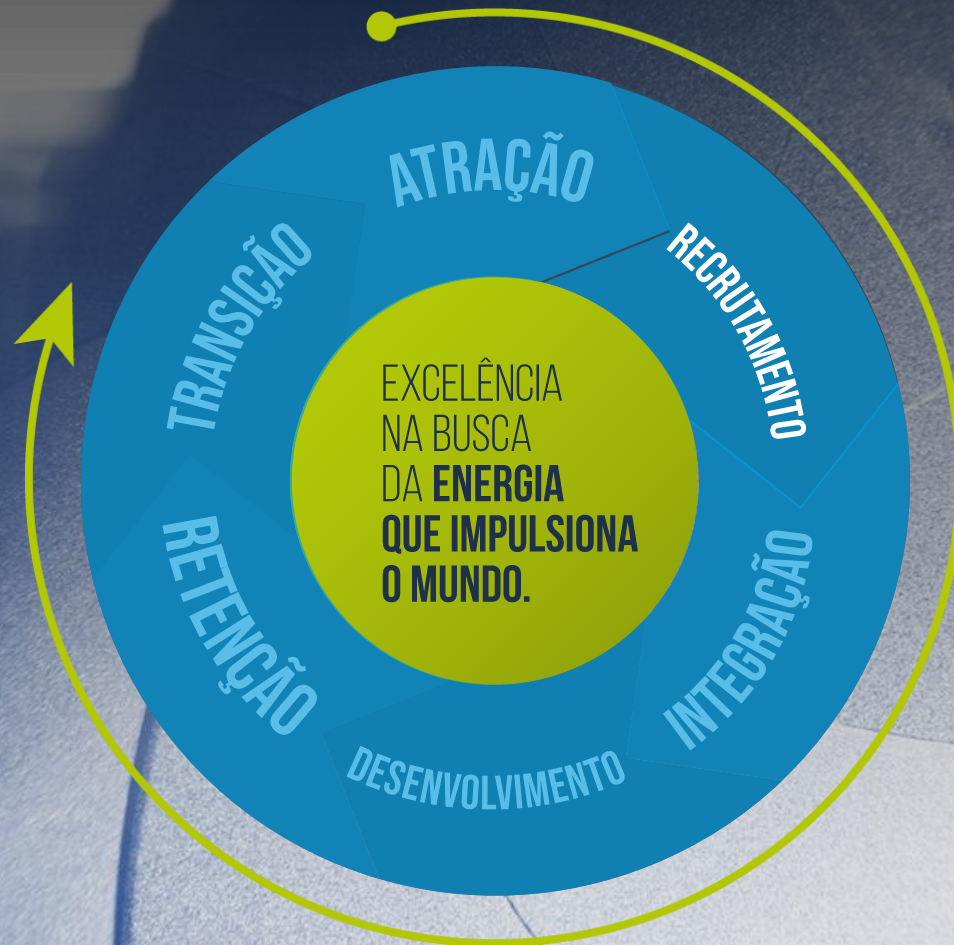 ATRAÇÃO
RECRUTAMENTO
INTEGRAÇÃO
DESENVOLVIMENTO
RETENÇÃO
TRANSIÇÃO
EXCELÊNCIA
NA BUSCA
DA ENERGIA
QUE IMPULSIONA
O MUNDO.